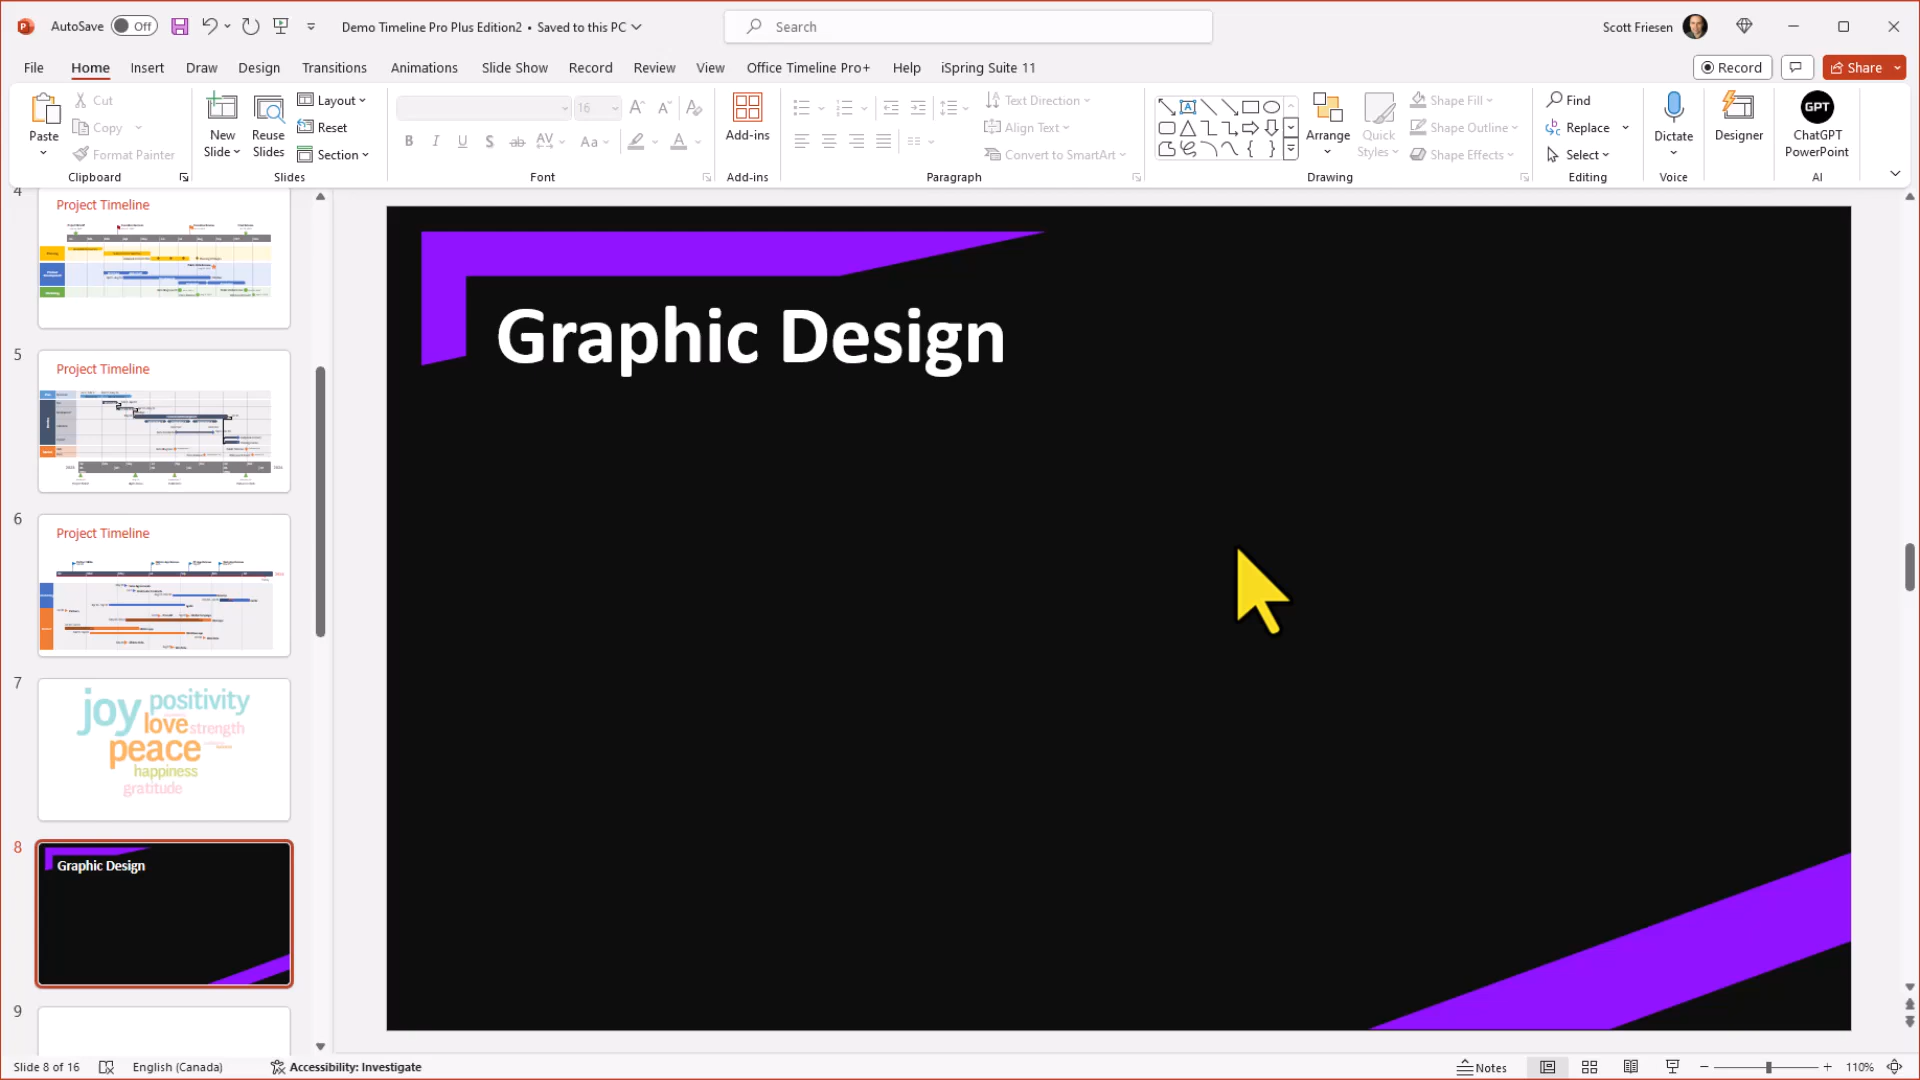 AutoSave Off Demo Timeline Pro Plus Edition2 • Saved to this PC Search Scott Friesen
File Home Insert Draw Design Transitions Animations Slide Show Record Review View Office Timeline Pro+ Help iSpring Suite 11 Record Share
Paste Cut Copy Format Painter Clipboard
New Slide Reuse Slides Layout Reset Section Slides
16 B I U S ab AV Aa A Font
Add-ins Add-ins
Text Direction Align Text Convert to SmartArt Paragraph
Arrange Quick Styles Shape Fill Shape Outline Shape Effects Drawing
Find Replace Select Editing
Dictate Voice
Designer
GPT ChatGPT PowerPoint AI
4
Project Timeline
5
Project Timeline
6
Project Timeline
7
joy positivity
love strength
peace
happiness
gratitude
8
Graphic Design
9
Graphic Design
Slide 8 of 16 English (Canada) Accessibility: Investigate Notes 110%